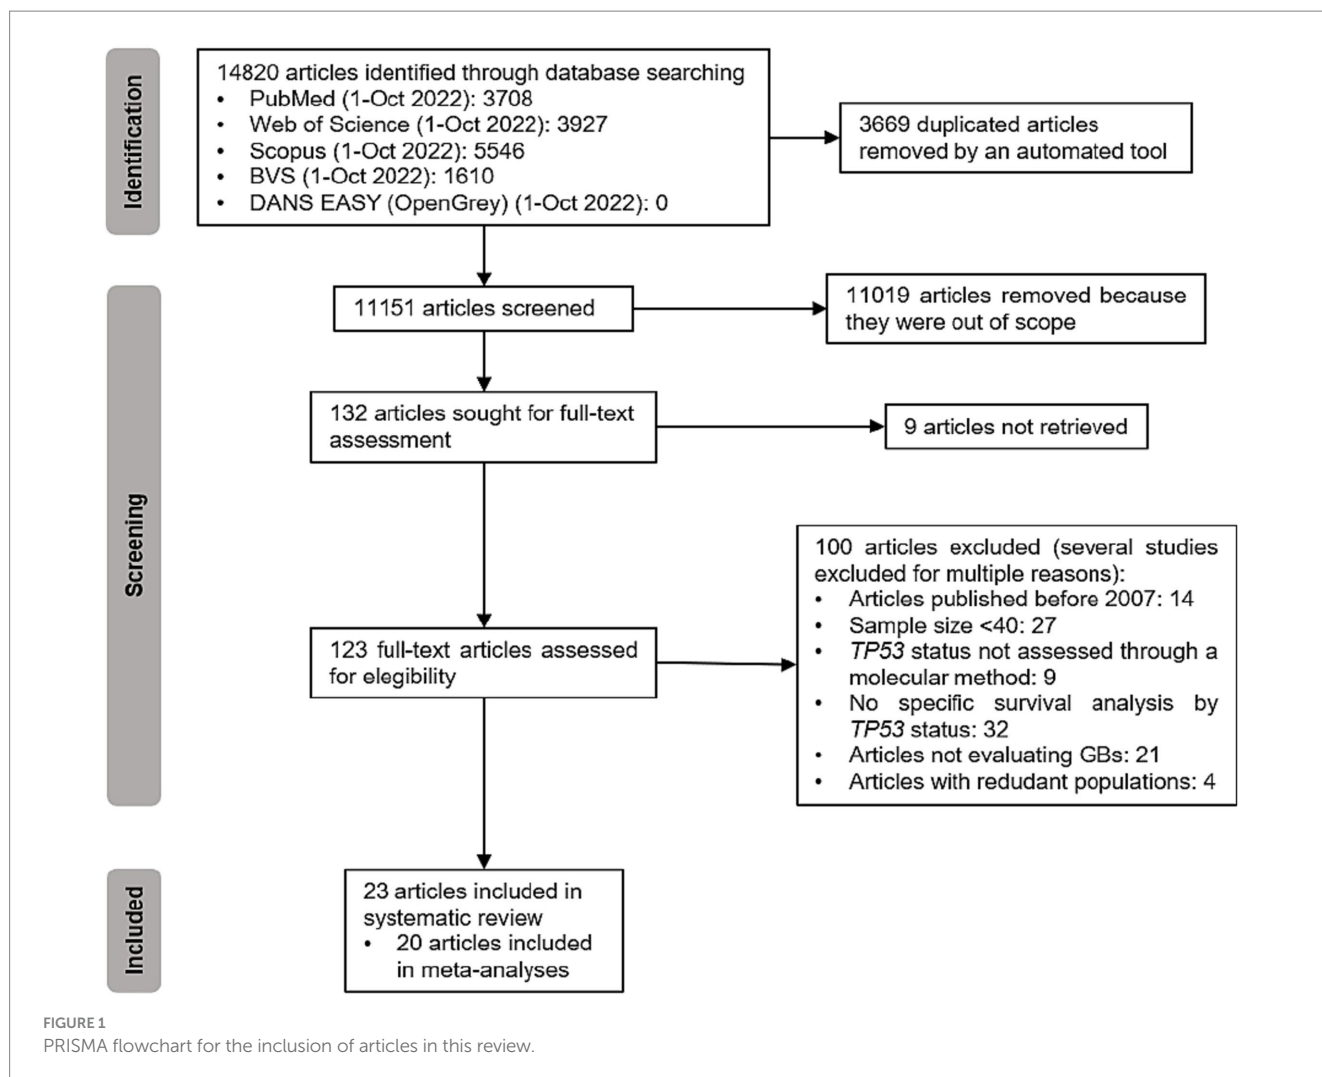 Identification
14820 articles identified through database searching
• PubMed (1-Oct 2022): 3708
• Web of Science (1-Oct 2022): 3927
• Scopus (1-Oct 2022): 5546
• BVS (1-Oct 2022): 1610
• DANS EASY (OpenGrey) (1-Oct 2022): 0
3669 duplicated articles
removed by an automated tool
Screening
11151 articles screened
11019 articles removed because
they were out of scope
132 articles sought for full-text
assessment
9 articles not retrieved
123 full-text articles assessed
for elegibility
100 articles excluded (several studies
excluded for multiple reasons):
• Articles published before 2007: 14
• Sample size <40: 27
• TP53 status not assessed through a
molecular method: 9
• No specific survival analysis by
TP53 status: 32
• Articles not evaluating GBs: 21
• Articles with redudant populations: 4
Included
23 articles included in
systematic review
• 20 articles included
in meta-analyses
FIGURE 1
PRISMA flowchart for the inclusion of articles in this review.